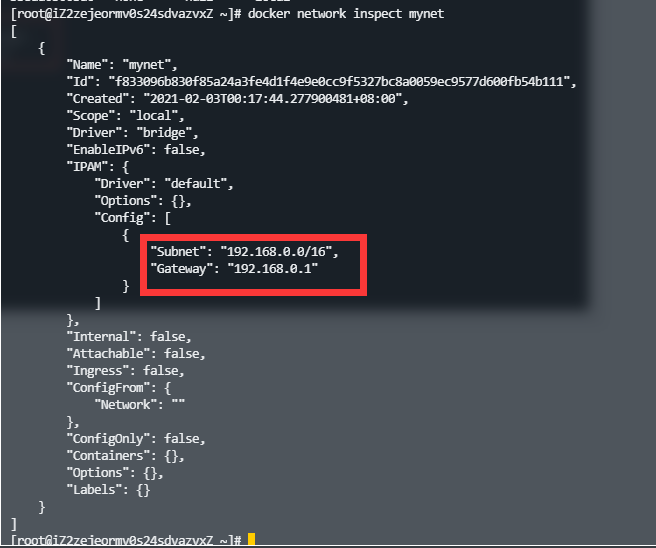 [root@iZ2zejeormv0s24sdvazvxZ ~]# docker network inspect mynet
[
    {
        "Name": "mynet",
        "Id": "f833096b830f85a24a3fe4d1f4e9e0cc9f5327bc8a0059ec9577d600fb54b111",
        "Created": "2021-02-03T00:17:44.277900481+08:00",
        "Scope": "local",
        "Driver": "bridge",
        "EnableIPv6": false,
        "IPAM": {
            "Driver": "default",
            "Options": {},
            "Config": [
                {
                    "Subnet": "192.168.0.0/16",
                    "Gateway": "192.168.0.1"
                }
            ]
        },
        "Internal": false,
        "Attachable": false,
        "Ingress": false,
        "ConfigFrom": {
            "Network": ""
        },
        "ConfigOnly": false,
        "Containers": {},
        "Options": {},
        "Labels": {}
    }
]
[root@iZ2zejeormv0s24sdvazvxZ ~]#